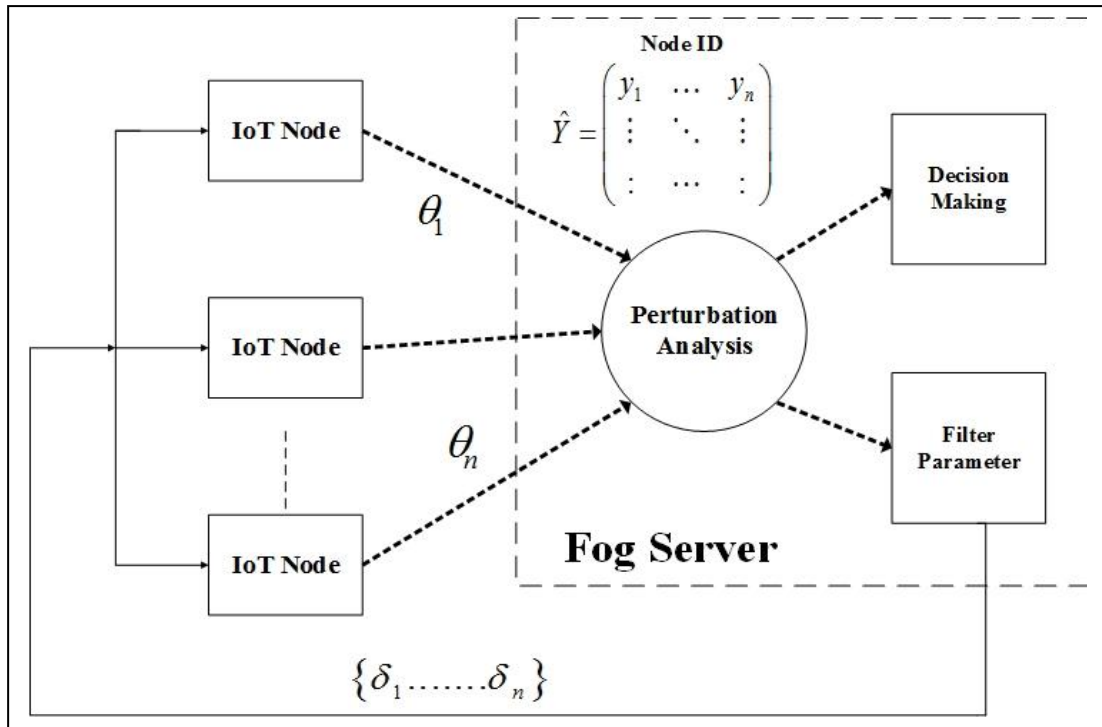 Node ID
Ŷ = ( y₁ ⋯ yₙ
⋮ ⋱ ⋮
: ⋯ : )
IoT Node
θ₁
IoT Node
θₙ
IoT Node
Perturbation
Analysis
Decision
Making
Filter
Parameter
Fog Server
{δ₁.......δₙ}